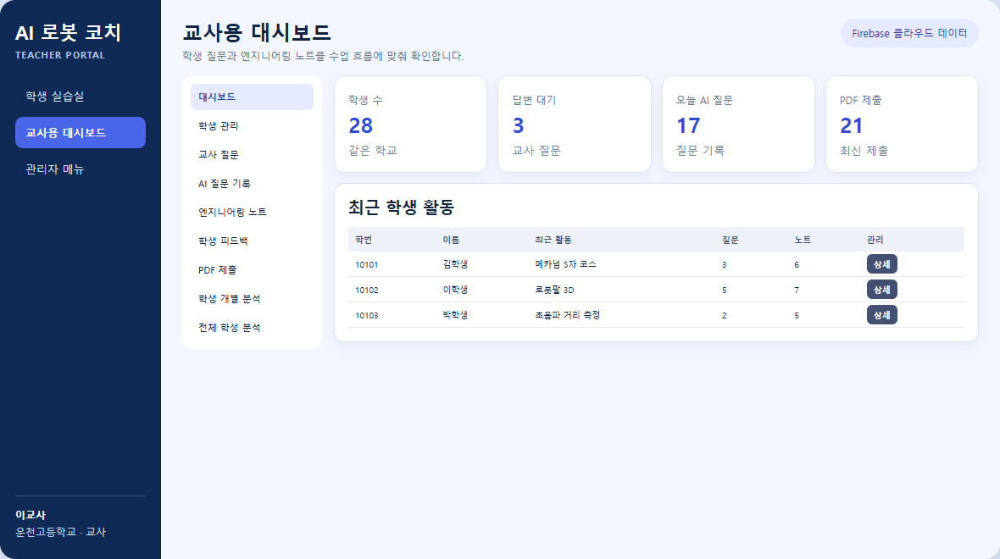 AI 로봇 코치
TEACHER PORTAL
학생 실습실
교사용 대시보드
관리자 메뉴
이교사
운천고등학교 · 교사
교사용 대시보드
학생 질문과 엔지니어링 노트를 수업 흐름에 맞춰 확인합니다.
Firebase 클라우드 데이터
대시보드
학생 관리
교사 질문
AI 질문 기록
엔지니어링 노트
학생 피드백
PDF 제출
학생 개별 분석
전체 학생 분석
학생 수
28
같은 학교
답변 대기
3
교사 질문
오늘 AI 질문
17
질문 기록
PDF 제출
21
최신 제출
최근 학생 활동
학번 이름 최근 활동 질문 노트 관리
10101 김학생 메카넘 S자 코스 3 6 상세
10102 이학생 로봇팔 3D 5 7 상세
10103 박학생 초음파 거리 측정 2 5 상세